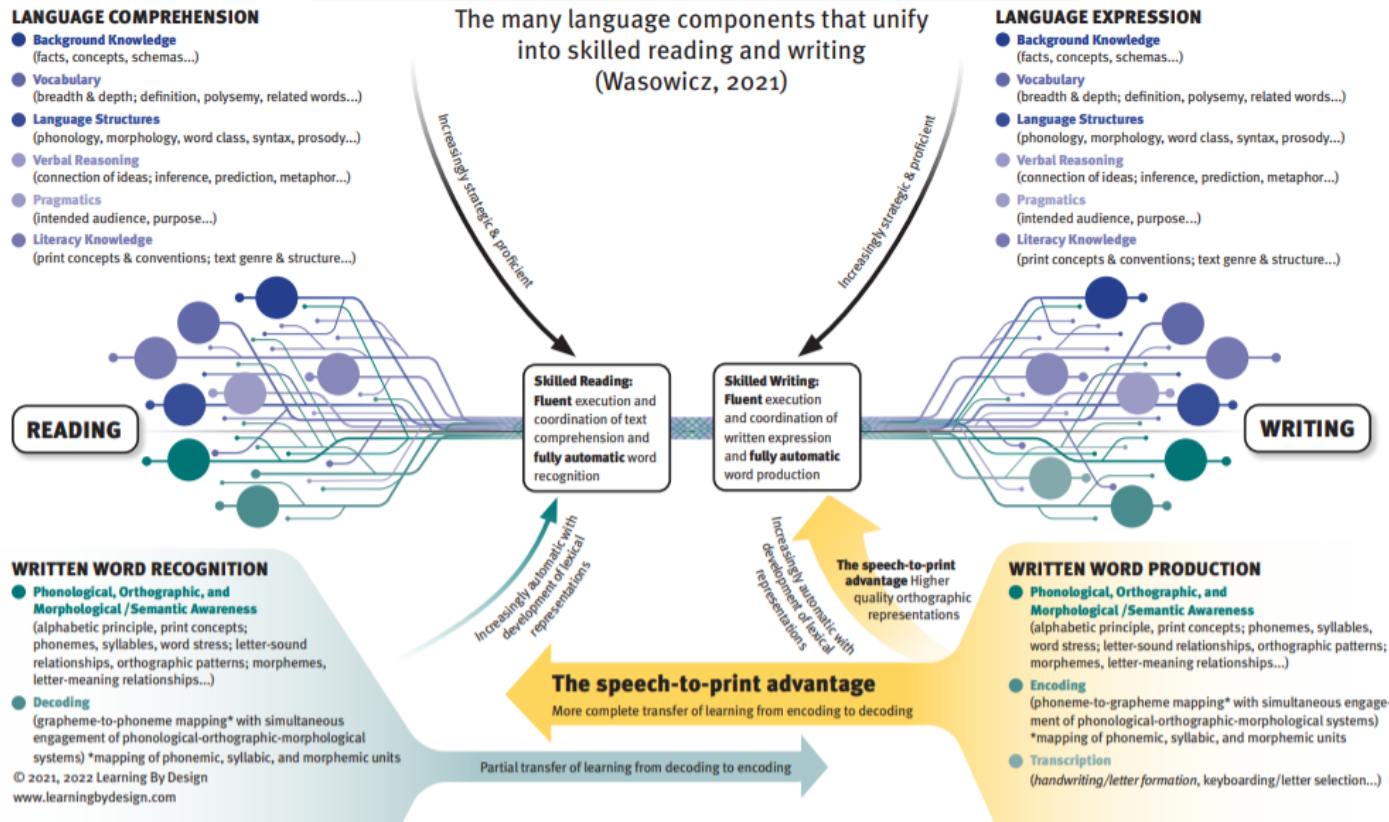 The many language components that unify
into skilled reading and writing
(Wasowicz, 2021)
LANGUAGE COMPREHENSION
Background Knowledge
(facts, concepts, schemas...)
Vocabulary
(breadth & depth; definition, polysemy, related words...)
Language Structures
(phonology, morphology, word class, syntax, prosody...)
Verbal Reasoning
(connection of ideas; inference, prediction, metaphor...)
Pragmatics
(intended audience, purpose...)
Literacy Knowledge
(print concepts & conventions; text genre & structure...)
LANGUAGE EXPRESSION
Background Knowledge
(facts, concepts, schemas...)
Vocabulary
(breadth & depth; definition, polysemy, related words...)
Language Structures
(phonology, morphology, word class, syntax, prosody...)
Verbal Reasoning
(connection of ideas; inference, prediction, metaphor...)
Pragmatics
(intended audience, purpose...)
Literacy Knowledge
(print concepts & conventions; text genre & structure...)
Increasingly strategic & proficient
Increasingly strategic & proficient
READING
Skilled Reading:
Fluent execution and
coordination of text
comprehension and
fully automatic word
recognition
Skilled Writing:
Fluent execution
and coordination of
written expression
and fully automatic
word production
WRITING
Increasingly automatic with
development of lexical
representations
Increasingly automatic with
development of lexical
representations
The speech-to-print
advantage Higher
quality orthographic
representations
WRITTEN WORD RECOGNITION
Phonological, Orthographic, and
Morphological /Semantic Awareness
(alphabetic principle, print concepts;
phonemes, syllables, word stress; letter-sound
relationships, orthographic patterns; morphemes,
letter-meaning relationships...)
Decoding
(grapheme-to-phoneme mapping* with simultaneous
engagement of phonological-orthographic-morphological
systems) *mapping of phonemic, syllabic, and morphemic units
© 2021, 2022 Learning By Design
www.learningbydesign.com
The speech-to-print advantage
More complete transfer of learning from encoding to decoding
Partial transfer of learning from decoding to encoding
WRITTEN WORD PRODUCTION
Phonological, Orthographic, and
Morphological /Semantic Awareness
(alphabetic principle, print concepts; phonemes, syllables,
word stress; letter-sound relationships, orthographic patterns;
morphemes, letter-meaning relationships...)
Encoding
(phoneme-to-grapheme mapping* with simultaneous engage-
ment of phonological-orthographic-morphological systems)
*mapping of phonemic, syllabic, and morphemic units
Transcription
(handwriting/letter formation, keyboarding/letter selection...)